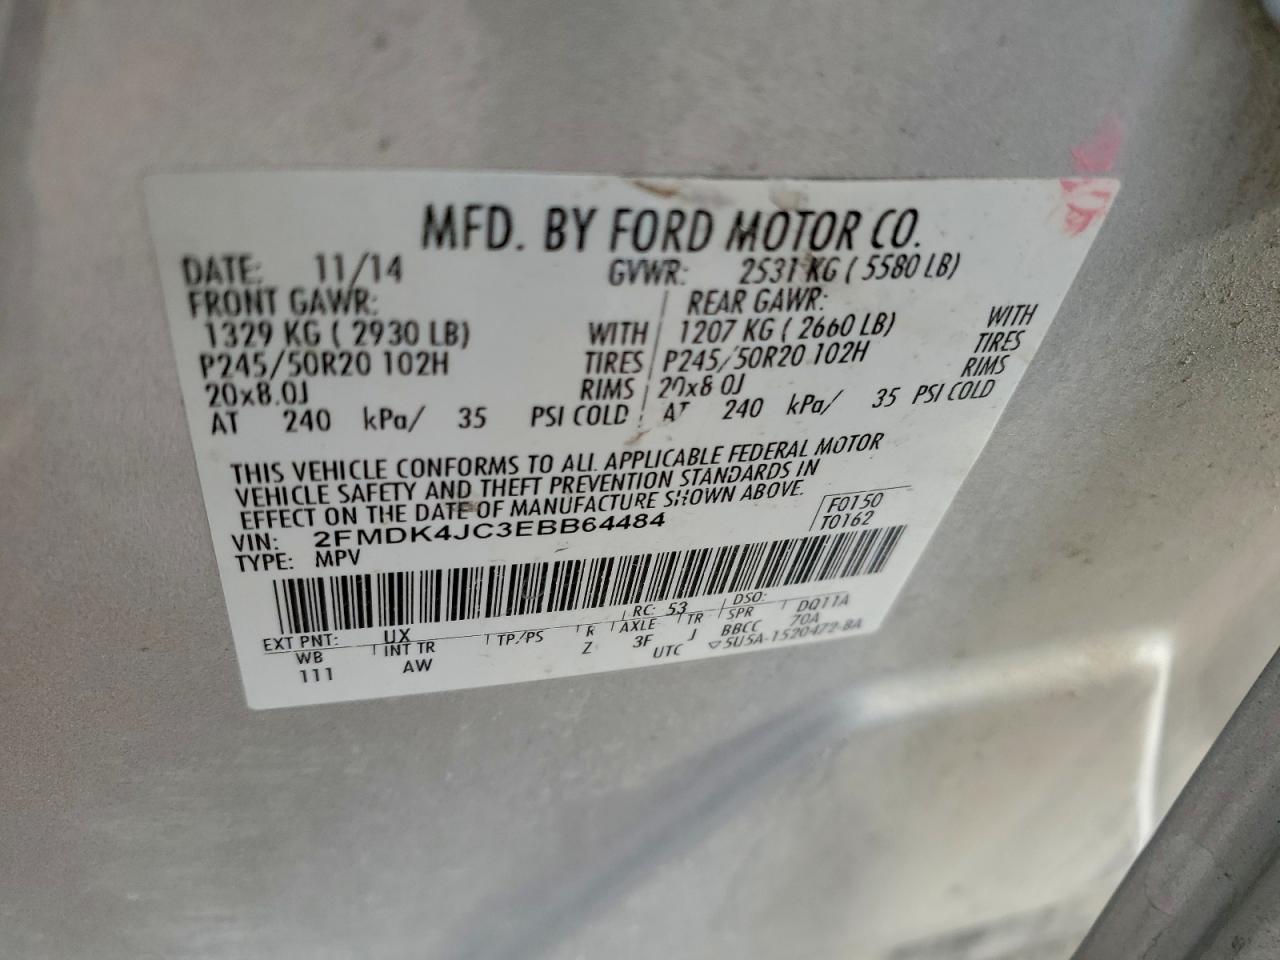 MFD. BY FORD MOTOR CO.
DATE: 11/14 GVWR: 2531 KG ( 5580 LB)
FRONT GAWR: REAR GAWR:
1329 KG ( 2930 LB) WITH 1207 KG ( 2660 LB) WITH
P245/50R20 102H TIRES P245/50R20 102H TIRES
20x8.0J RIMS 20x8.0J RIMS
AT 240 kPa/ 35 PSI COLD AT 240 kPa/ 35 PSI COLD
THIS VEHICLE CONFORMS TO ALL APPLICABLE FEDERAL MOTOR
VEHICLE SAFETY AND THEFT PREVENTION STANDARDS IN
EFFECT ON THE DATE OF MANUFACTURE SHOWN ABOVE.
VIN: 2FMDK4JC3EBB64484 F0150
TYPE: MPV T0162
EXT PNT: UX RC: 53 DSO:
WB INT TR TP/PS R AXLE TR SPR DQ11A
111 AW Z 3F J BBCC 70A
UTC ▽5U5A-1520472-BA